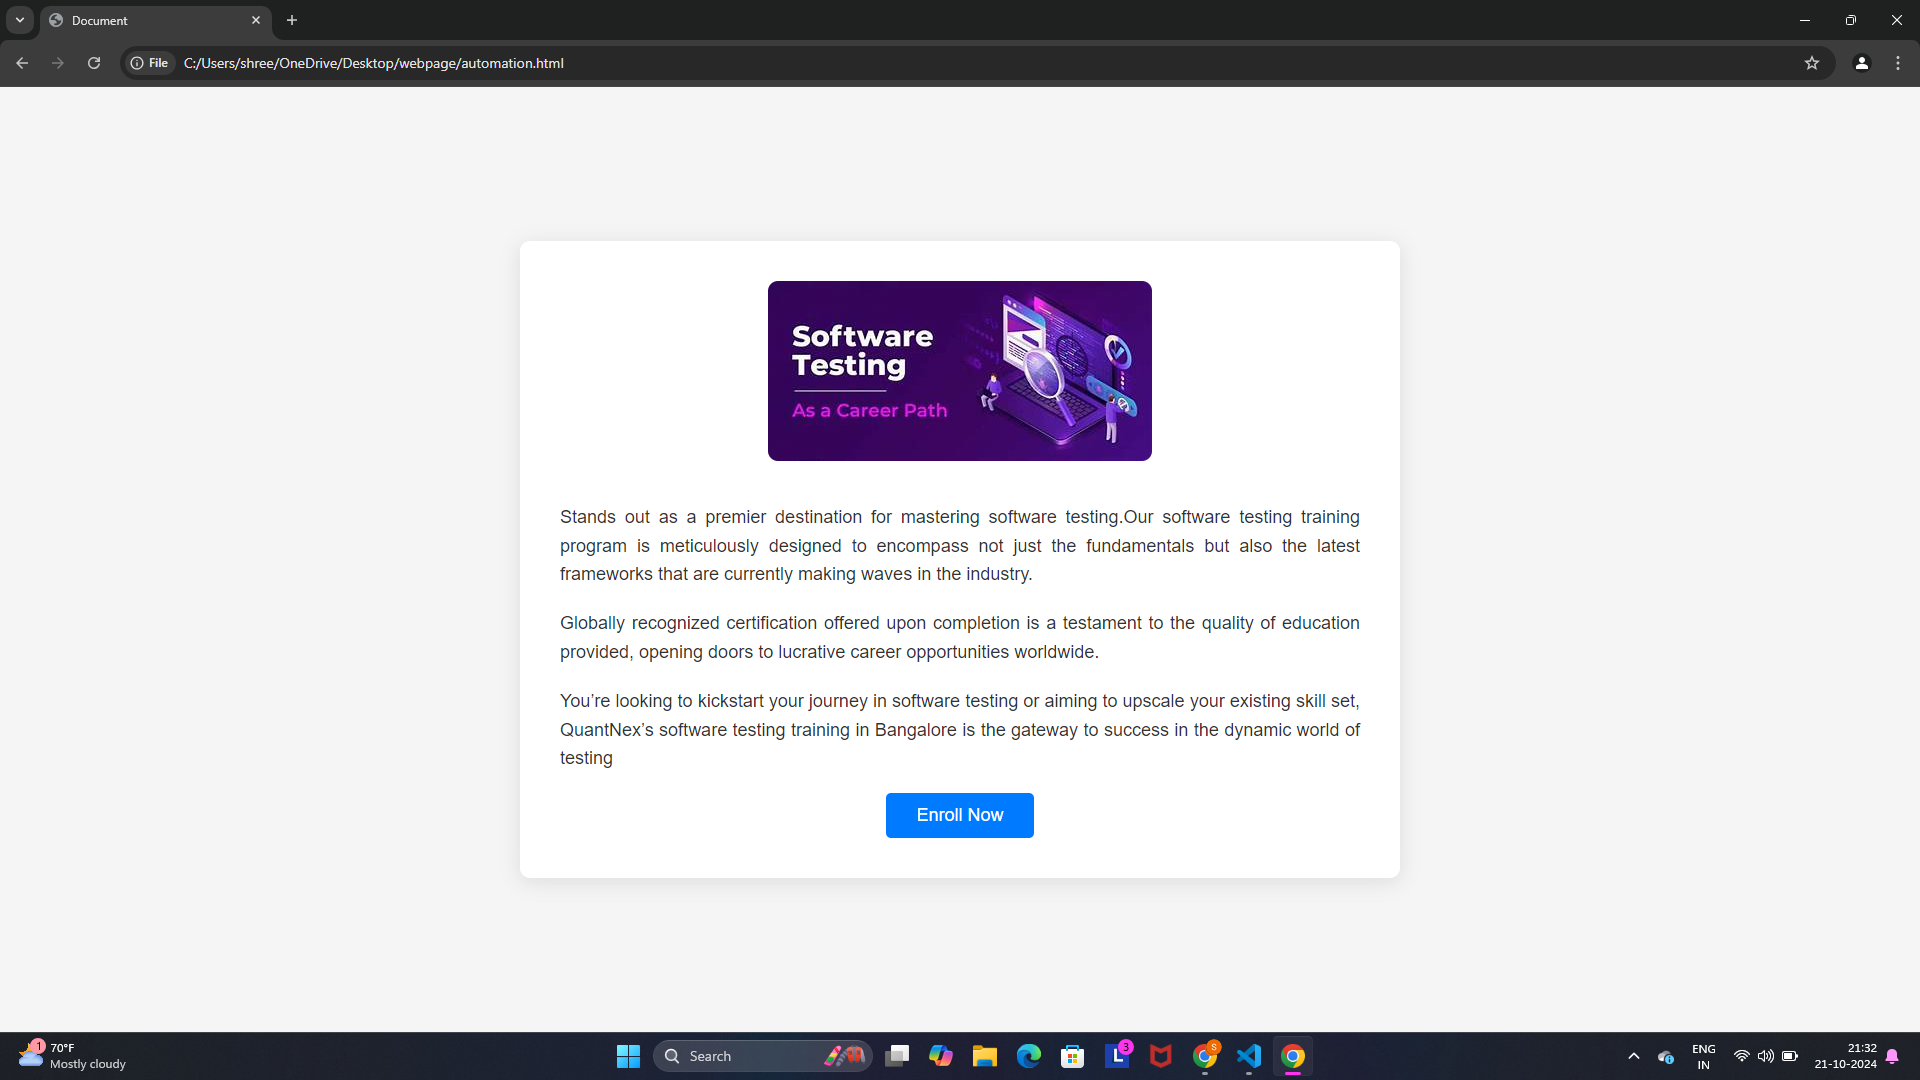 Document
File
C:/Users/shree/OneDrive/Desktop/webpage/automation.html
Software
Testing
As a Career Path
Stands out as a premier destination for mastering software testing.Our software testing training
program is meticulously designed to encompass not just the fundamentals but also the latest
frameworks that are currently making waves in the industry.
Globally recognized certification offered upon completion is a testament to the quality of education
provided, opening doors to lucrative career opportunities worldwide.
You’re looking to kickstart your journey in software testing or aiming to upscale your existing skill set,
QuantNex’s software testing training in Bangalore is the gateway to success in the dynamic world of
testing
Enroll Now
1
70°F
Mostly cloudy
Search
L
3
S
ENG
IN
21:32
21-10-2024